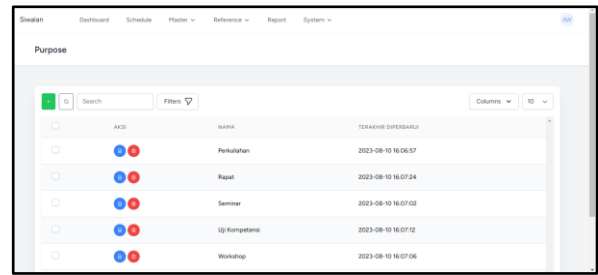 Siwalan Dashboard Schedule Master Reference Report System AW
Purpose
+ Search Filters Columns 10
AKSI NAMA TERAKHIR DIPERBARUI
Perkuliahan 2023-08-10 16:06:57
Rapat 2023-08-10 16:07:24
Seminar 2023-08-10 16:07:02
Uji Kompetensi 2023-08-10 16:07:12
Workshop 2023-08-10 16:07:06